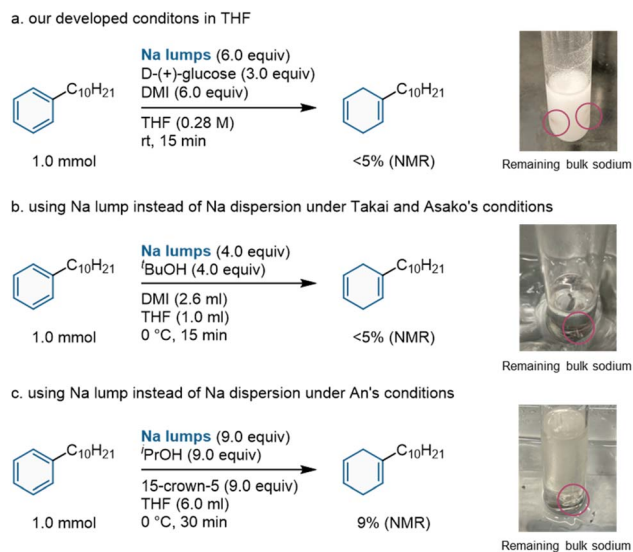 a. our developed conditons in THF
C10H21
Na lumps (6.0 equiv)
D-(+)-glucose (3.0 equiv)
DMI (6.0 equiv)
THF (0.28 M)
rt, 15 min
C10H21
1.0 mmol
<5% (NMR)
Remaining bulk sodium
b. using Na lump instead of Na dispersion under Takai and Asako's conditions
C10H21
Na lumps (4.0 equiv)
tBuOH (4.0 equiv)
DMI (2.6 ml)
THF (1.0 ml)
0 °C, 15 min
C10H21
1.0 mmol
<5% (NMR)
Remaining bulk sodium
c. using Na lump instead of Na dispersion under An's conditions
C10H21
Na lumps (9.0 equiv)
iPrOH (9.0 equiv)
15-crown-5 (9.0 equiv)
THF (6.0 ml)
0 °C, 30 min
C10H21
1.0 mmol
9% (NMR)
Remaining bulk sodium